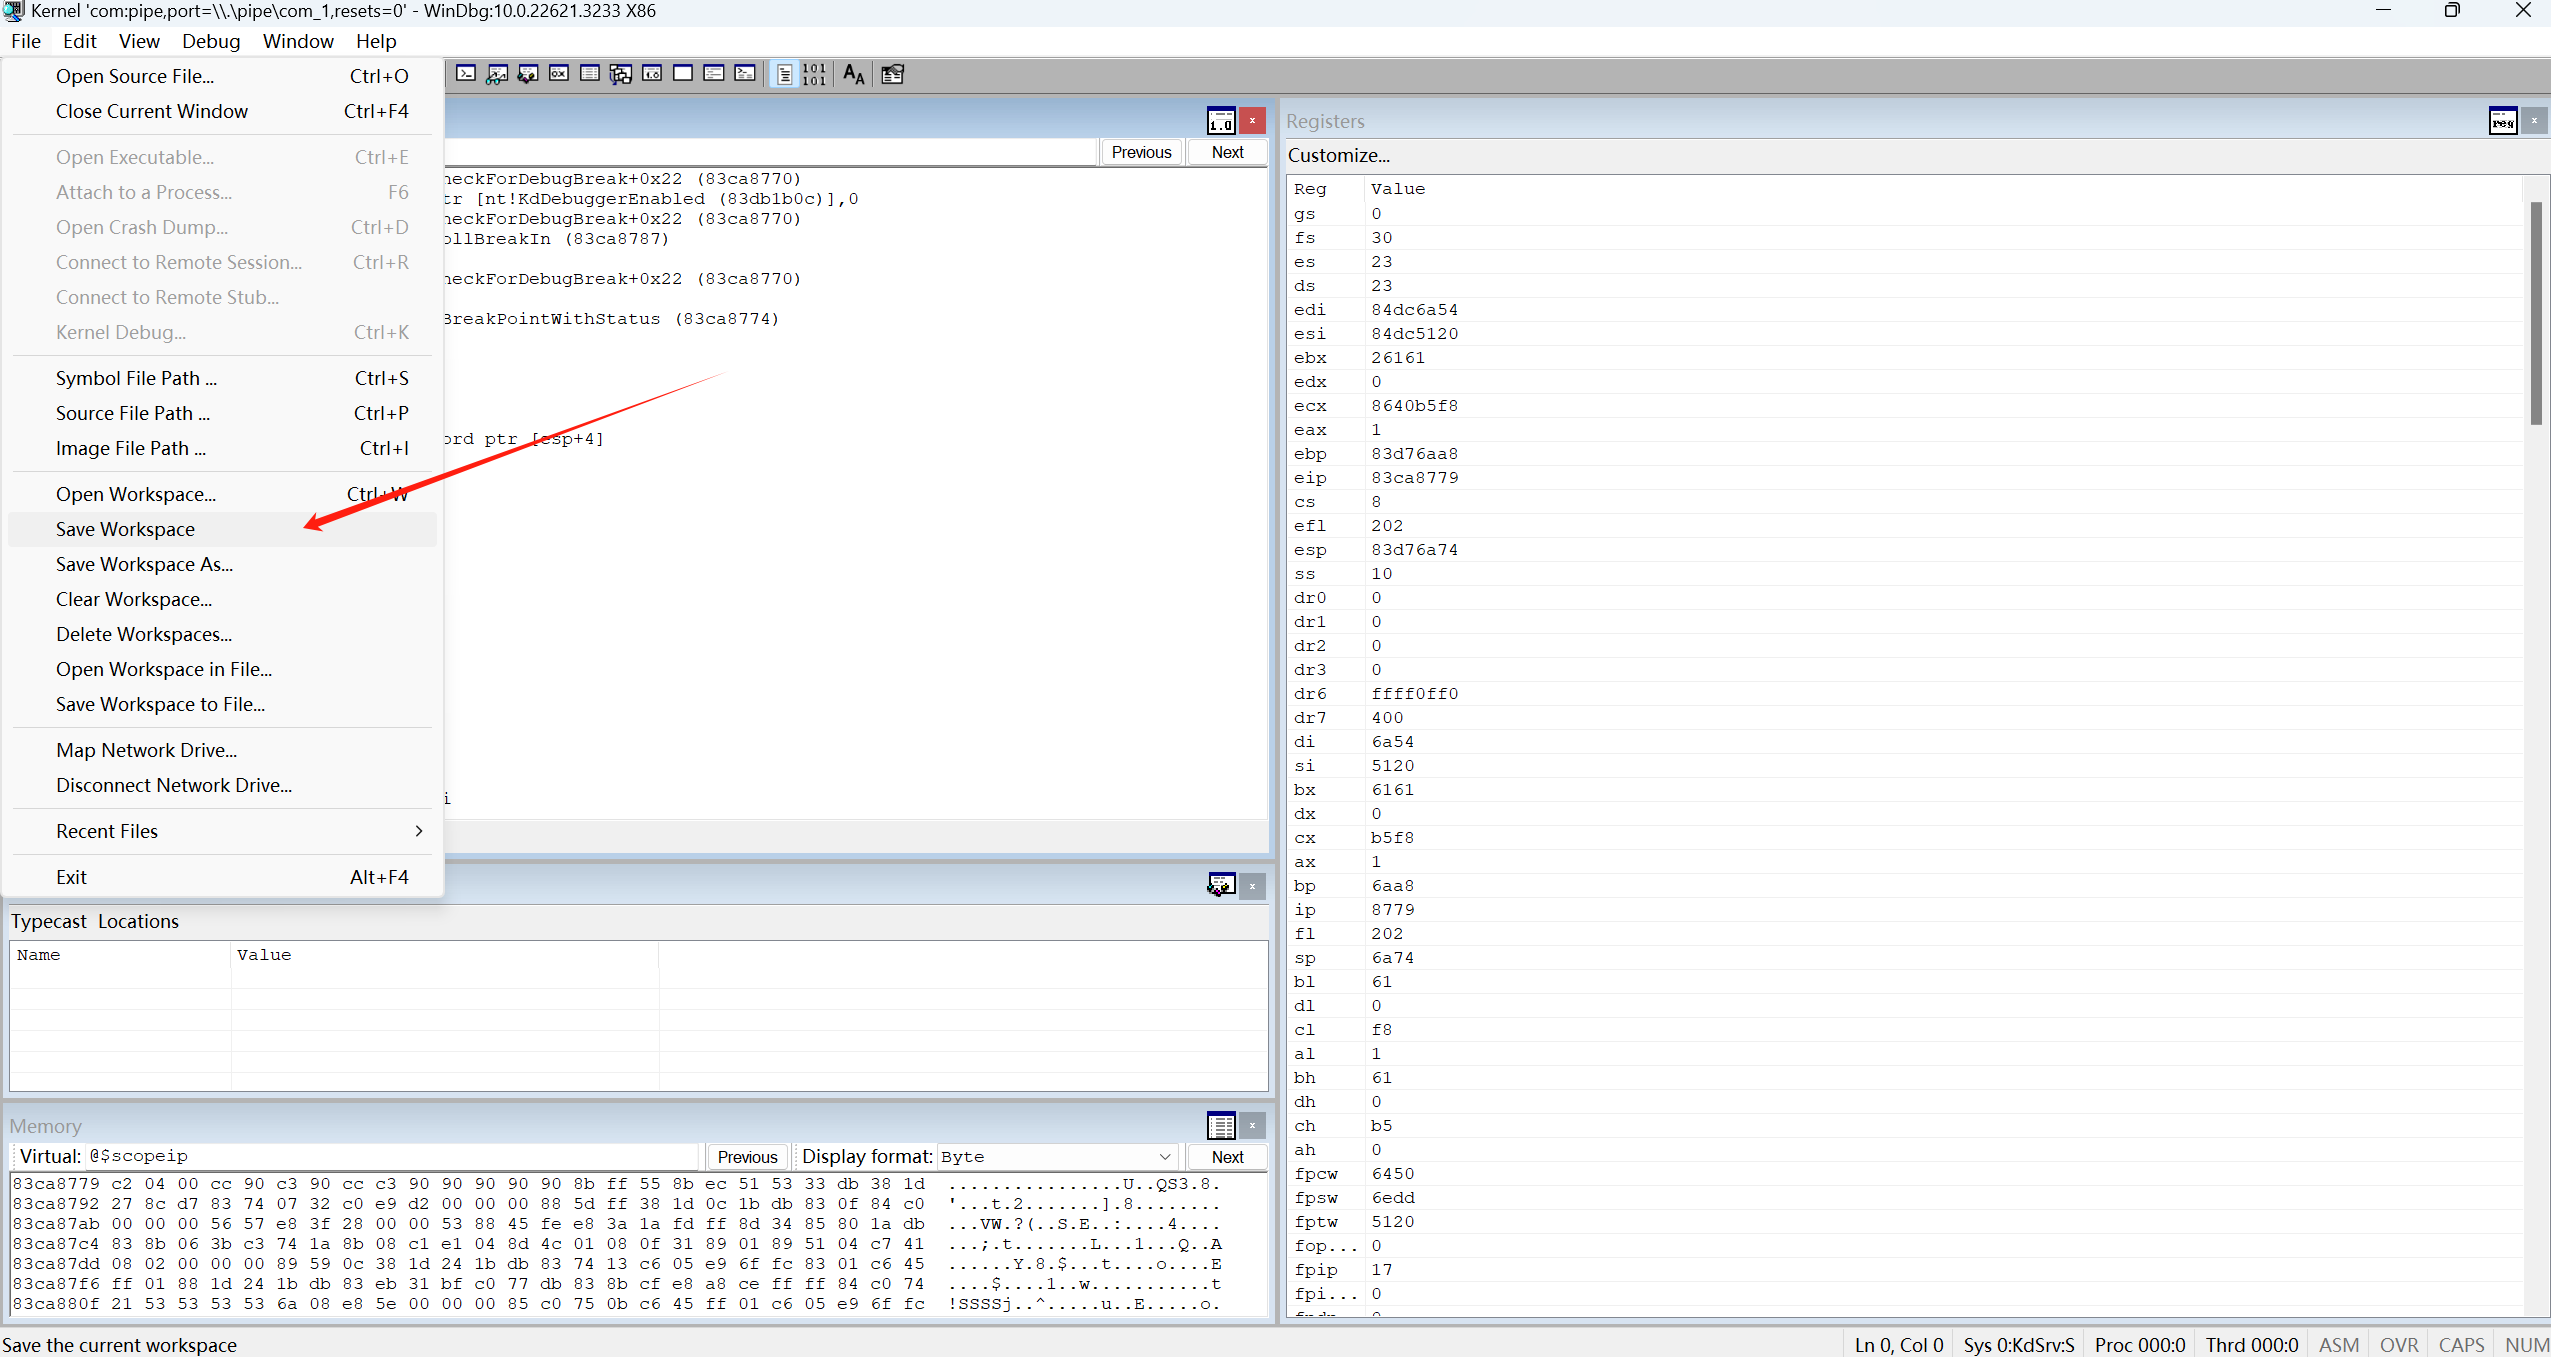 Kernel 'com:pipe,port=\\.\pipe\com_1,resets=0' - WinDbg:10.0.22621.3233 X86
File Edit View Debug Window Help
Open Source File... Ctrl+O
Close Current Window Ctrl+F4
Open Executable... Ctrl+E
Attach to a Process... F6
Open Crash Dump... Ctrl+D
Connect to Remote Session... Ctrl+R
Connect to Remote Stub...
Kernel Debug... Ctrl+K
Symbol File Path ... Ctrl+S
Source File Path ... Ctrl+P
Image File Path ... Ctrl+I
Open Workspace... Ctrl+W
Save Workspace
Save Workspace As...
Clear Workspace...
Delete Workspaces...
Open Workspace in File...
Save Workspace to File...
Map Network Drive...
Disconnect Network Drive...
Recent Files
Exit Alt+F4
Previous Next
eckForDebugBreak+0x22 (83ca8770)
tr [nt!KdDebuggerEnabled (83db1b0c)],0
eckForDebugBreak+0x22 (83ca8770)
ollBreakIn (83ca8787)
eckForDebugBreak+0x22 (83ca8770)
BreakPointWithStatus (83ca8774)
ord ptr [esp+4]
i
Typecast Locations
Name Value
Memory
Virtual: @$scopeip Previous Display format: Byte Next
83ca8779 c2 04 00 cc 90 c3 90 cc c3 90 90 90 90 90 8b ff 55 8b ec 51 53 33 db 38 1d ................U..QS3.8.
83ca8792 27 8c d7 83 74 07 32 c0 e9 d2 00 00 00 88 5d ff 38 1d 0c 1b db 83 0f 84 c0 '...t.2.......].8........
83ca87ab 00 00 00 56 57 e8 3f 28 00 00 53 88 45 fe e8 3a 1a fd ff 8d 34 85 80 1a db ...VW.?(..S.E..:....4....
83ca87c4 83 8b 06 3b c3 74 1a 8b 08 c1 e1 04 8d 4c 01 08 0f 31 89 01 89 51 04 c7 41 ...;.t.......L...1...Q..A
83ca87dd 08 02 00 00 00 89 59 0c 38 1d 24 1b db 83 74 13 c6 05 e9 6f fc 83 01 c6 45 ......Y.8.$...t....o....E
83ca87f6 ff 01 88 1d 24 1b db 83 eb 31 bf c0 77 db 83 8b cf e8 a8 ce ff ff 84 c0 74 ....$....1..w...........t
83ca880f 21 53 53 53 53 6a 08 e8 5e 00 00 00 85 c0 75 0b c6 45 ff 01 c6 05 e9 6f fc !SSSSj..^.....u..E.....o.
Registers
Customize...
Reg Value
gs 0
fs 30
es 23
ds 23
edi 84dc6a54
esi 84dc5120
ebx 26161
edx 0
ecx 8640b5f8
eax 1
ebp 83d76aa8
eip 83ca8779
cs 8
efl 202
esp 83d76a74
ss 10
dr0 0
dr1 0
dr2 0
dr3 0
dr6 ffff0ff0
dr7 400
di 6a54
si 5120
bx 6161
dx 0
cx b5f8
ax 1
bp 6aa8
ip 8779
fl 202
sp 6a74
bl 61
dl 0
cl f8
al 1
bh 61
dh 0
ch b5
ah 0
fpcw 6450
fpsw 6edd
fptw 5120
fop... 0
fpip 17
fpi... 0
Save the current workspace
Ln 0, Col 0 Sys 0:KdSrv:S Proc 000:0 Thrd 000:0 ASM OVR CAPS NUM